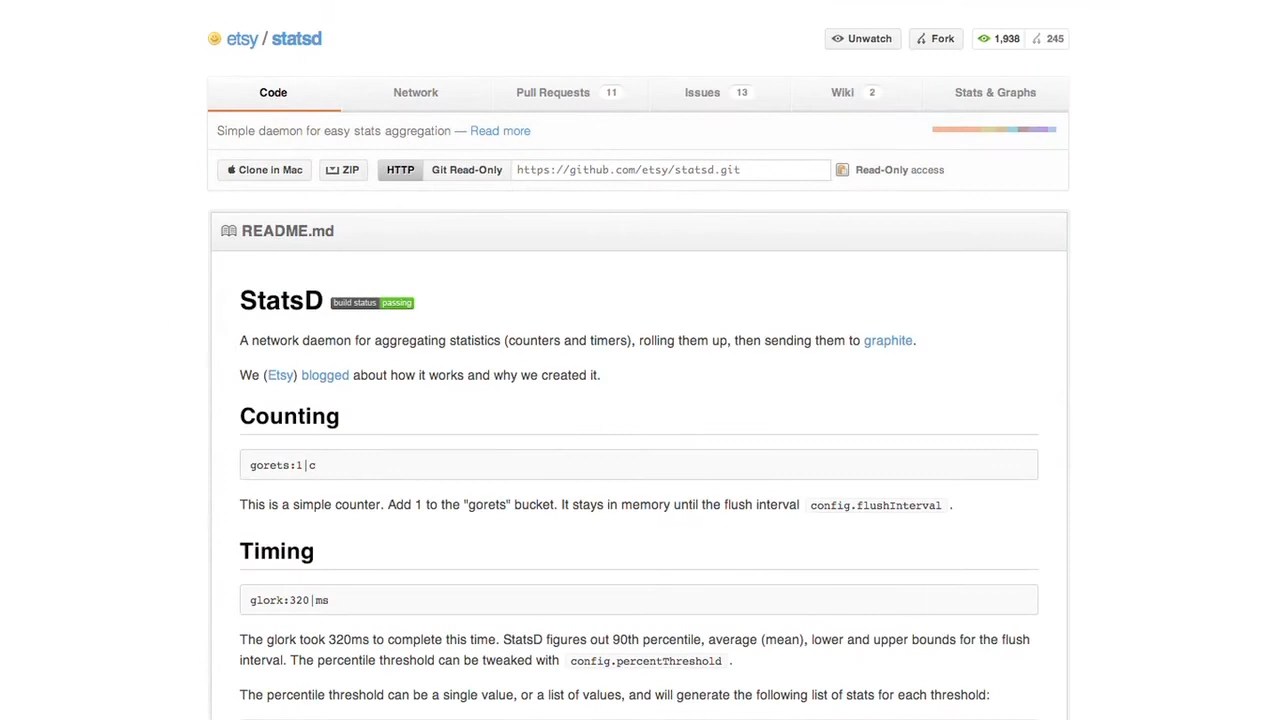 etsy / statsd
Unwatch Fork 1,938 245
Code Network Pull Requests 11 Issues 13 Wiki 2 Stats & Graphs
Simple daemon for easy stats aggregation — Read more
Clone in Mac ZIP HTTP Git Read-Only https://github.com/etsy/statsd.git Read-Only access
README.md
StatsD build status passing
A network daemon for aggregating statistics (counters and timers), rolling them up, then sending them to graphite.
We (Etsy) blogged about how it works and why we created it.
Counting
gorets:1|c
This is a simple counter. Add 1 to the "gorets" bucket. It stays in memory until the flush interval config.flushInterval .
Timing
glork:320|ms
The glork took 320ms to complete this time. StatsD figures out 90th percentile, average (mean), lower and upper bounds for the flush
interval. The percentile threshold can be tweaked with config.percentThreshold .
The percentile threshold can be a single value, or a list of values, and will generate the following list of stats for each threshold: